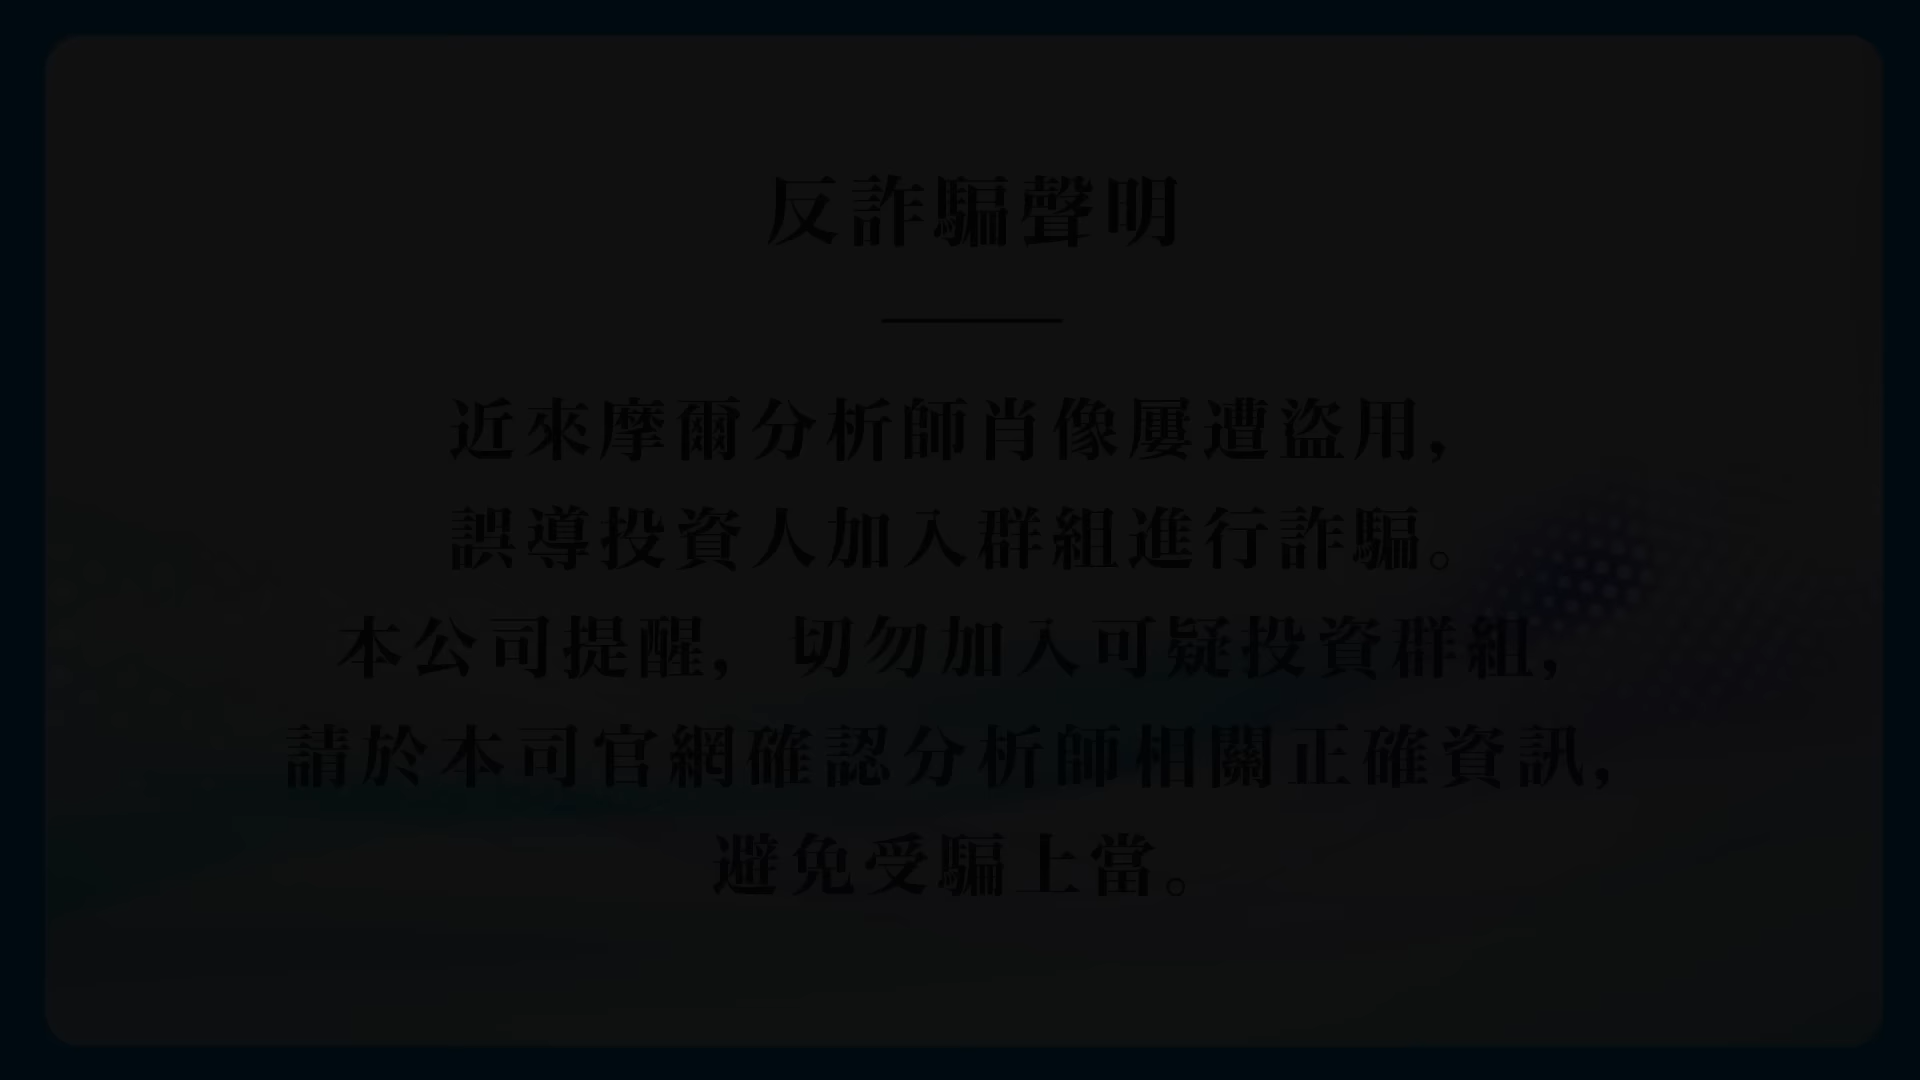 反詐騙聲明
近來摩爾分析師肖像屢遭盜用，
誤導投資人加入群組進行詐騙。
本公司提醒，切勿加入可疑投資群組，
請於本司官網確認分析師相關正確資訊，
避免受騙上當。